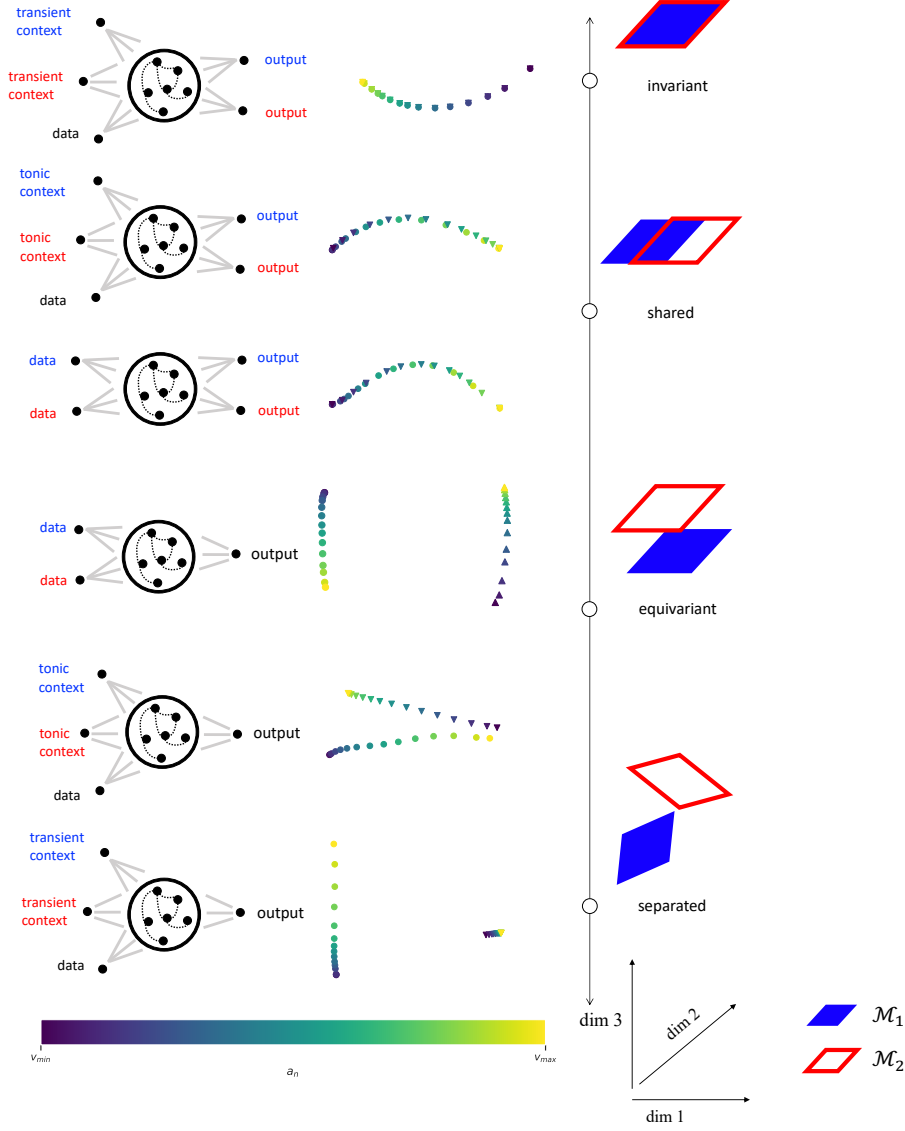 transient
context
transient
context
data
output
output
invariant
tonic
context
tonic
context
data
output
output
shared
data
data
output
output
data
data
output
equivariant
tonic
context
tonic
context
data
output
transient
context
transient
context
data
output
separated
v_min
v_max
a_n
dim 3
dim 2
dim 1
ℳ₁
ℳ₂